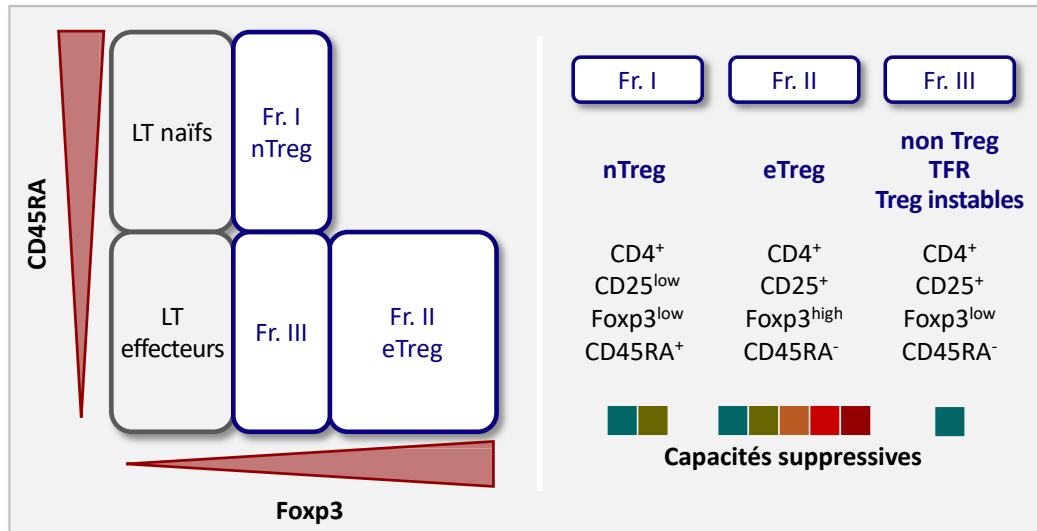 CD45RA
LT naïfs
Fr. I
nTreg
LT
effecteurs
Fr. III
Fr. II
eTreg
Foxp3
Fr. I
Fr. II
Fr. III
nTreg
eTreg
non Treg
TFR
Treg instables
CD4⁺
CD25ˡᵒʷ
Foxp3ˡᵒʷ
CD45RA⁺
CD4⁺
CD25⁺
Foxp3ʰⁱᵍʰ
CD45RA⁻
CD4⁺
CD25⁺
Foxp3ˡᵒʷ
CD45RA⁻
Capacités suppressives